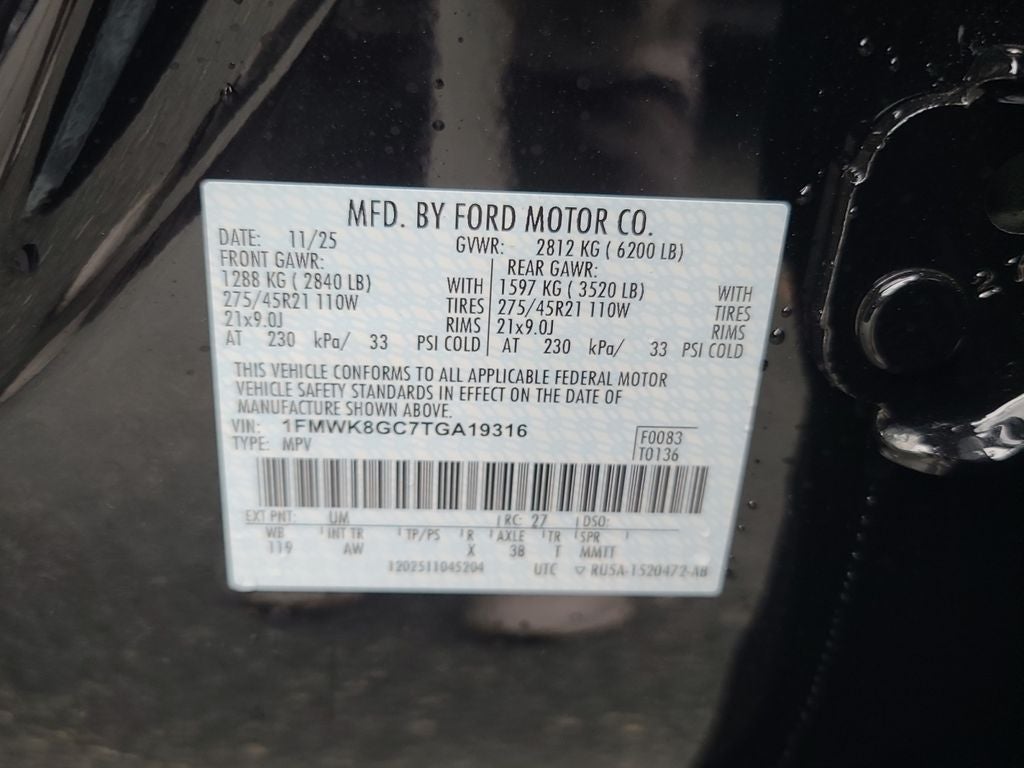 MFD. BY FORD MOTOR CO.
DATE: 11/25 GVWR: 2812 KG ( 6200 LB)
FRONT GAWR: REAR GAWR:
1288 KG ( 2840 LB) WITH 1597 KG ( 3520 LB) WITH
275/45R21 110W TIRES 275/45R21 110W TIRES
21x9.0J RIMS 21x9.0J RIMS
AT 230 kPa/ 33 PSI COLD AT 230 kPa/ 33 PSI COLD
THIS VEHICLE CONFORMS TO ALL APPLICABLE FEDERAL MOTOR
VEHICLE SAFETY STANDARDS IN EFFECT ON THE DATE OF
MANUFACTURE SHOWN ABOVE.
VIN: 1FMWK8GC7TGA19316
TYPE: MPV
F0083
T0136
EXT PNT: UM RC: 27 DSO:
WB INT TR TP/PS R AXLE TR SPR
119 AW X 38 T MMTT
1202511045204 UTC ▽ RU5A-1520472-AB